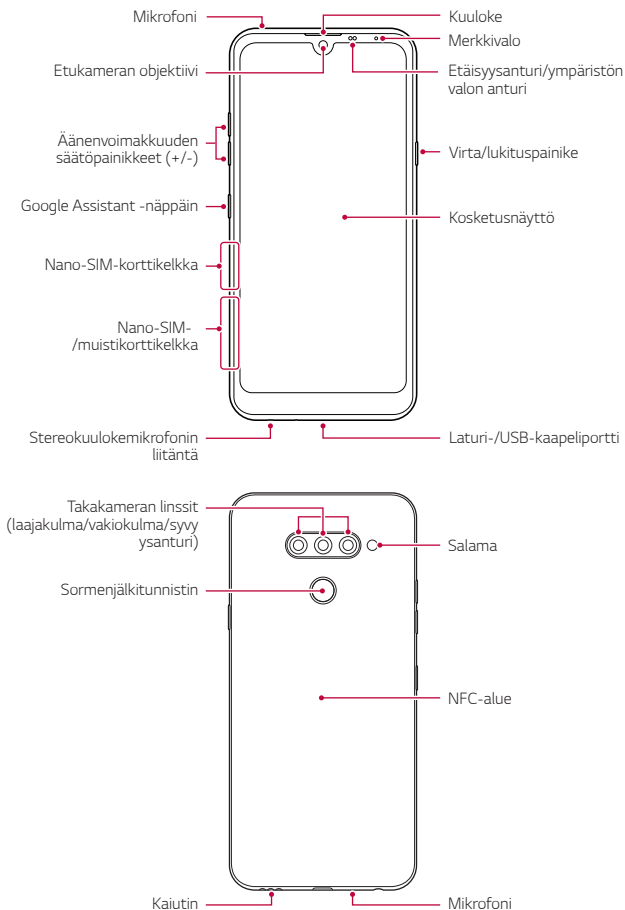 Mikrofoni
Kuuloke
Merkkivalo
Etukameran objektiivi
Etäisyysanturi/ympäristön
valon anturi
Äänenvoimakkuuden
säätöpainikkeet (+/-)
Virta/lukituspainike
Google Assistant -näppäin
Kosketusnäyttö
Nano-SIM-korttikelkka
Nano-SIM-
/muistikorttikelkka
Stereokuulokemikrofonin
liitäntä
Laturi-/USB-kaapeliportti
Takakameran linssit
(laajakulma/vakiokulma/syvy
ysanturi)
Salama
Sormenjälkitunnistin
NFC-alue
Kaiutin
Mikrofoni